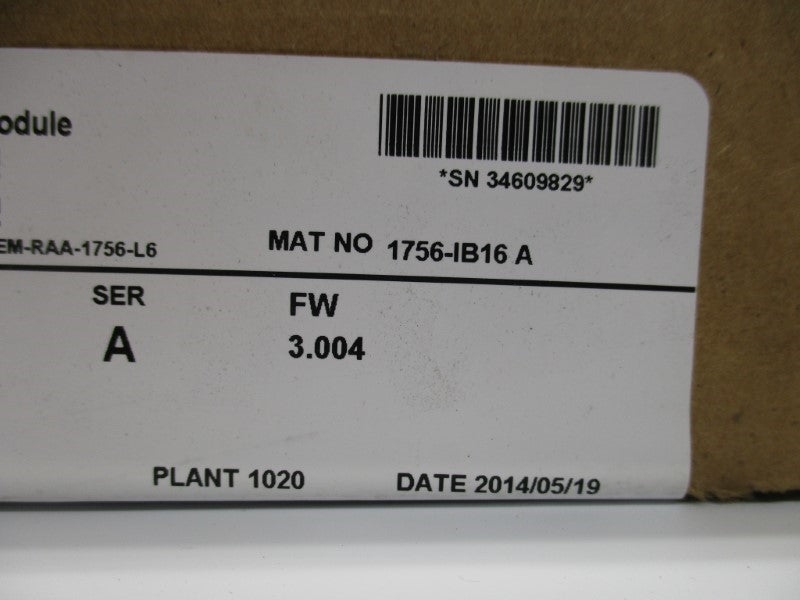 odule
*SN 34609829*
EM-RAA-1756-L6
MAT NO 1756-IB16 A
SER
FW
A
3.004
PLANT 1020
DATE 2014/05/19